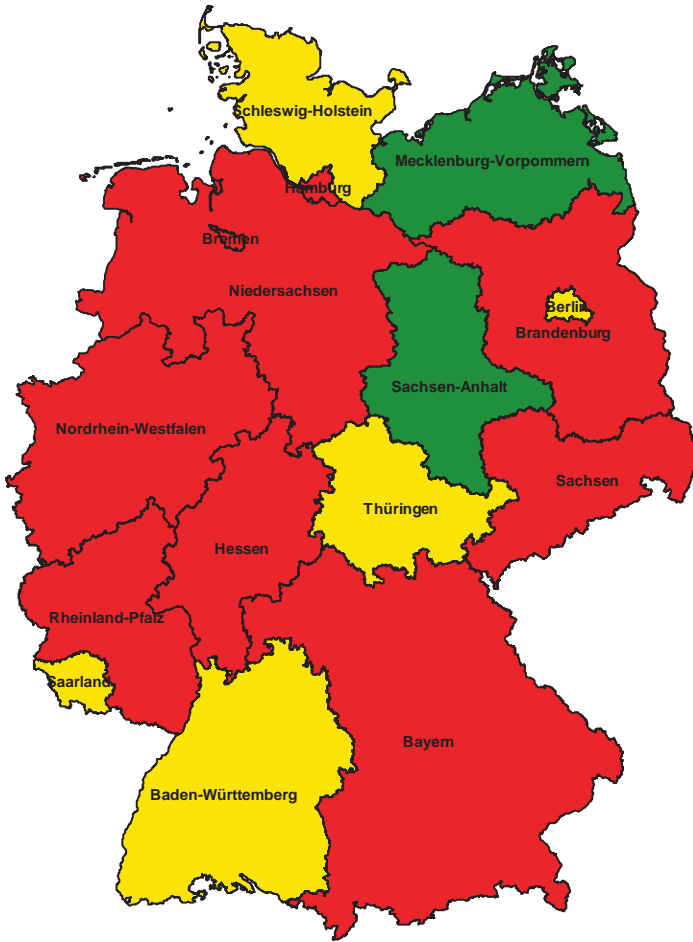 Schleswig-Holstein
Mecklenburg-Vorpommern
Hamburg
Bremen
Niedersachsen
Berlin
Brandenburg
Sachsen-Anhalt
Nordrhein-Westfalen
Sachsen
Thüringen
Hessen
Rheinland-Pfalz
Saarland
Bayern
Baden-Württemberg